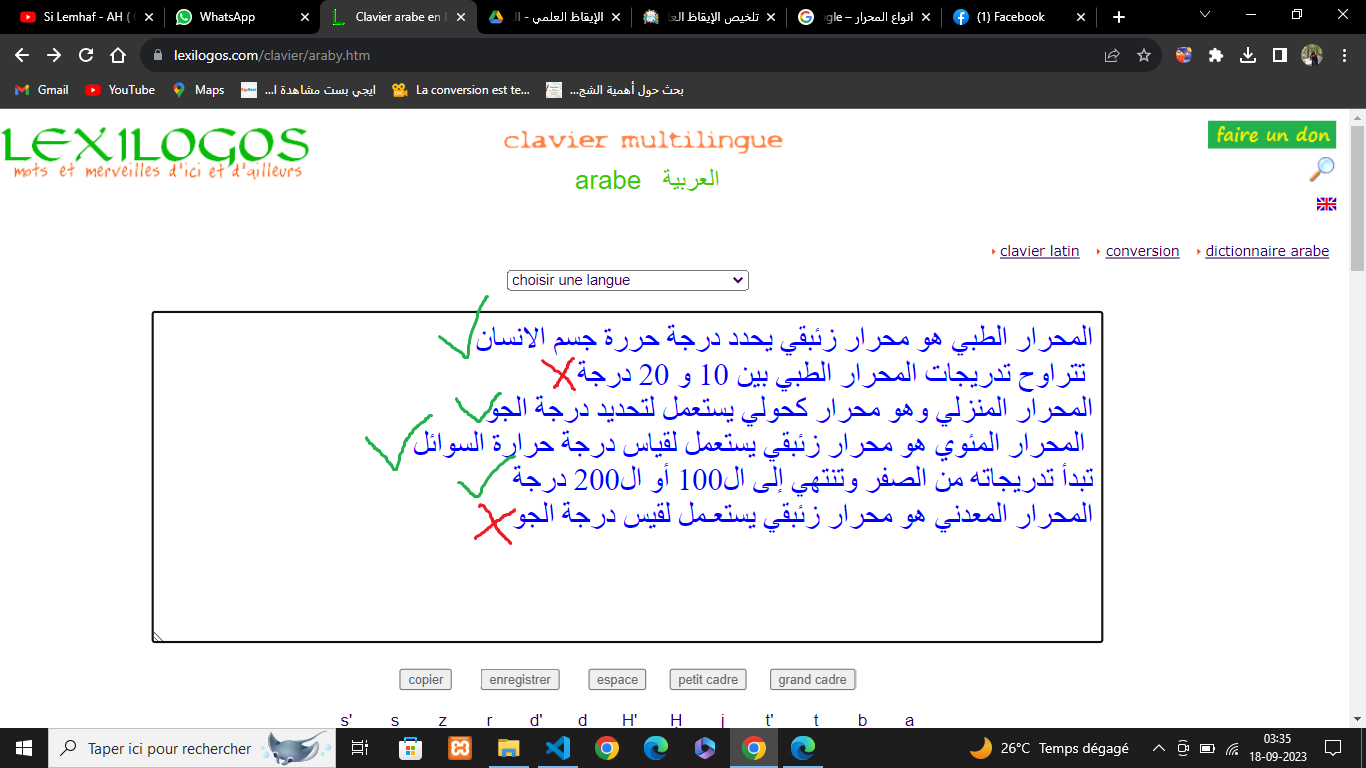 Si Lemhaf - AH (
WhatsApp
Clavier arabe en l
الإيقاظ العلمي - ال
تلخيص الإيقاظ العل
انواع المحرار – gle
(1) Facebook
lexilogos.com/clavier/araby.htm
Gmail
YouTube
Maps
ايجي بست مشاهدة ا...
La conversion est te...
بحث حول أهمية الشج...
LEXILOGOS
mots et merveilles d'ici et d'ailleurs
clavier multilingue
faire un don
arabe العربية
clavier latin
conversion
dictionnaire arabe
choisir une langue
المحرار الطبي هو محرار زئبقي يحدد درجة حررة جسم الانسان
تتراوح تدريجات المحرار الطبي بين 10 و 20 درجة
المحرار المنزلي وهو محرار كحولي يستعمل لتحديد درجة الجو
المحرار المئوي هو محرار زئبقي يستعمل لقياس درجة حرارة السوائل
تبدأ تدريجاته من الصفر وتنتهي إلى ال100 أو ال200 درجة
المحرار المعدني هو محرار زئبقي يستعمل لقيس درجة الجو
copier
enregistrer
espace
petit cadre
grand cadre
s' s z r d' d H' H j t' t b a
Taper ici pour rechercher
26°C Temps dégagé
03:35
18-09-2023